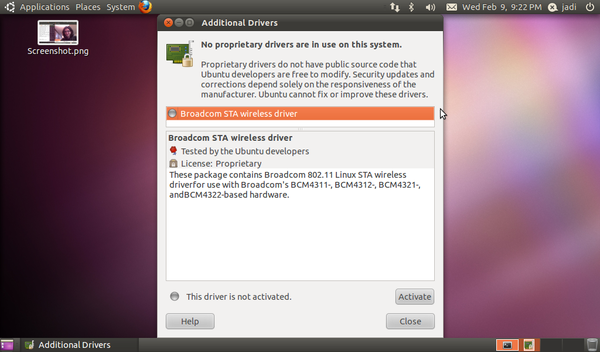 Applications Places System
Wed Feb 9, 9:22 PM
jadi
Screenshot.png
Additional Drivers
No proprietary drivers are in use on this system.
Proprietary drivers do not have public source code that
Ubuntu developers are free to modify. Security updates and
corrections depend solely on the responsiveness of the
manufacturer. Ubuntu cannot fix or improve these drivers.
Broadcom STA wireless driver
Broadcom STA wireless driver
Tested by the Ubuntu developers
License: Proprietary
These package contains Broadcom 802.11 Linux STA wireless
driverfor use with Broadcom's BCM4311-, BCM4312-, BCM4321-,
andBCM4322-based hardware.
This driver is not activated.
Activate
Help
Close
Additional Drivers